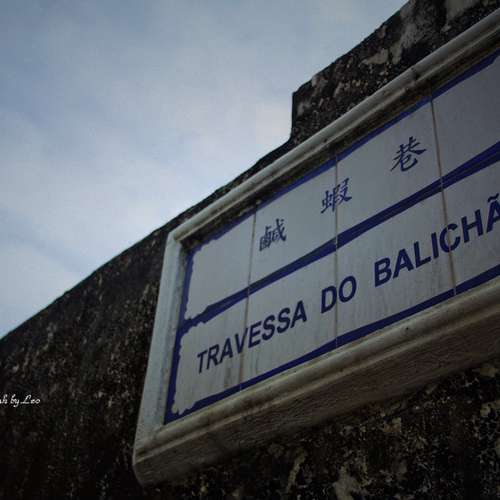 鹹蝦巷
TRAVESSA DO BALICHÃ
by Leo